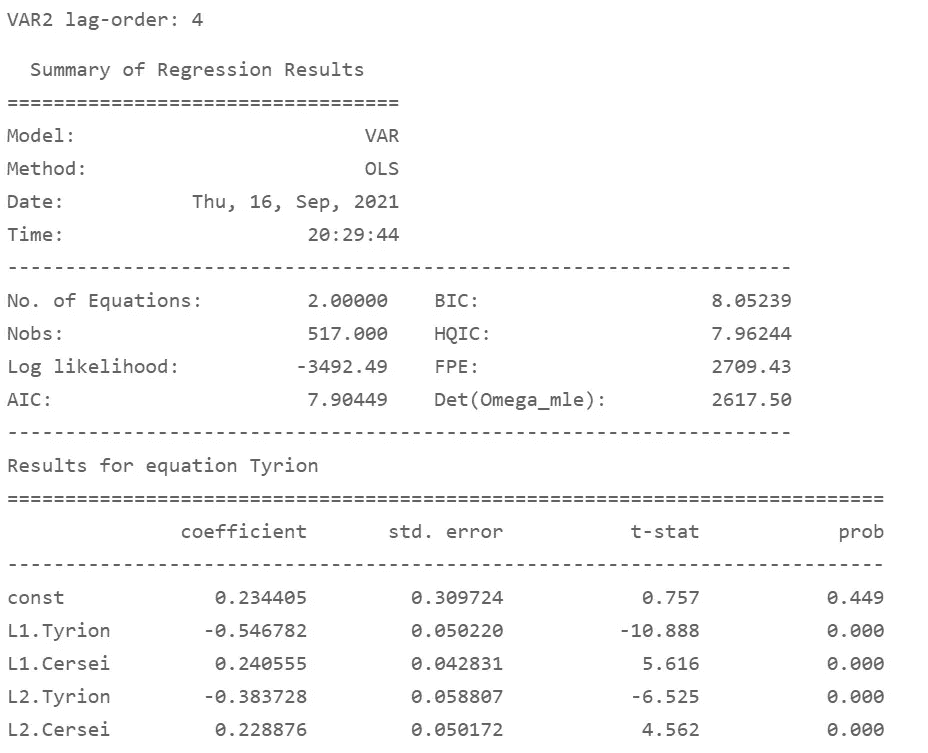 VAR2 lag-order: 4
Summary of Regression Results
==================================
Model: VAR
Method: OLS
Date: Thu, 16, Sep, 2021
Time: 20:29:44
--------------------------------------------------------------------
No. of Equations: 2.00000 BIC: 8.05239
Nobs: 517.000 HQIC: 7.96244
Log likelihood: -3492.49 FPE: 2709.43
AIC: 7.90449 Det(Omega_mle): 2617.50
--------------------------------------------------------------------
Results for equation Tyrion
============================================================================
coefficient std. error t-stat prob
----------------------------------------------------------------------------
const 0.234405 0.309724 0.757 0.449
L1.Tyrion -0.546782 0.050220 -10.888 0.000
L1.Cersei 0.240555 0.042831 5.616 0.000
L2.Tyrion -0.383728 0.058807 -6.525 0.000
L2.Cersei 0.228876 0.050172 4.562 0.000